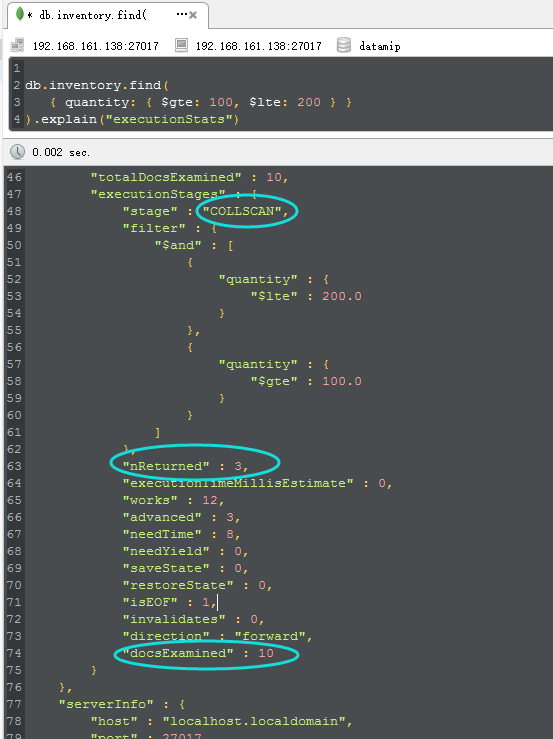 * db.inventory.find( ··· ×
192.168.161.138:27017 192.168.161.138:27017 datamip
1
2 db.inventory.find(
3 { quantity: { $gte: 100, $lte: 200 } }
4 ).explain("executionStats")
0.002 sec.
46 "totalDocsExamined" : 10,
47 "executionStages" : {
48 "stage" : "COLLSCAN",
49 "filter" : {
50 "$and" : [
51 {
52 "quantity" : {
53 "$lte" : 200.0
54 }
55 },
56 {
57 "quantity" : {
58 "$gte" : 100.0
59 }
60 }
61 ]
62 },
63 "nReturned" : 3,
64 "executionTimeMillisEstimate" : 0,
65 "works" : 12,
66 "advanced" : 3,
67 "needTime" : 8,
68 "needYield" : 0,
69 "saveState" : 0,
70 "restoreState" : 0,
71 "isEOF" : 1,
72 "invalidates" : 0,
73 "direction" : "forward",
74 "docsExamined" : 10
75 }
76 },
77 "serverInfo" : {
78 "host" : "localhost.localdomain",
79 "port" : 27017